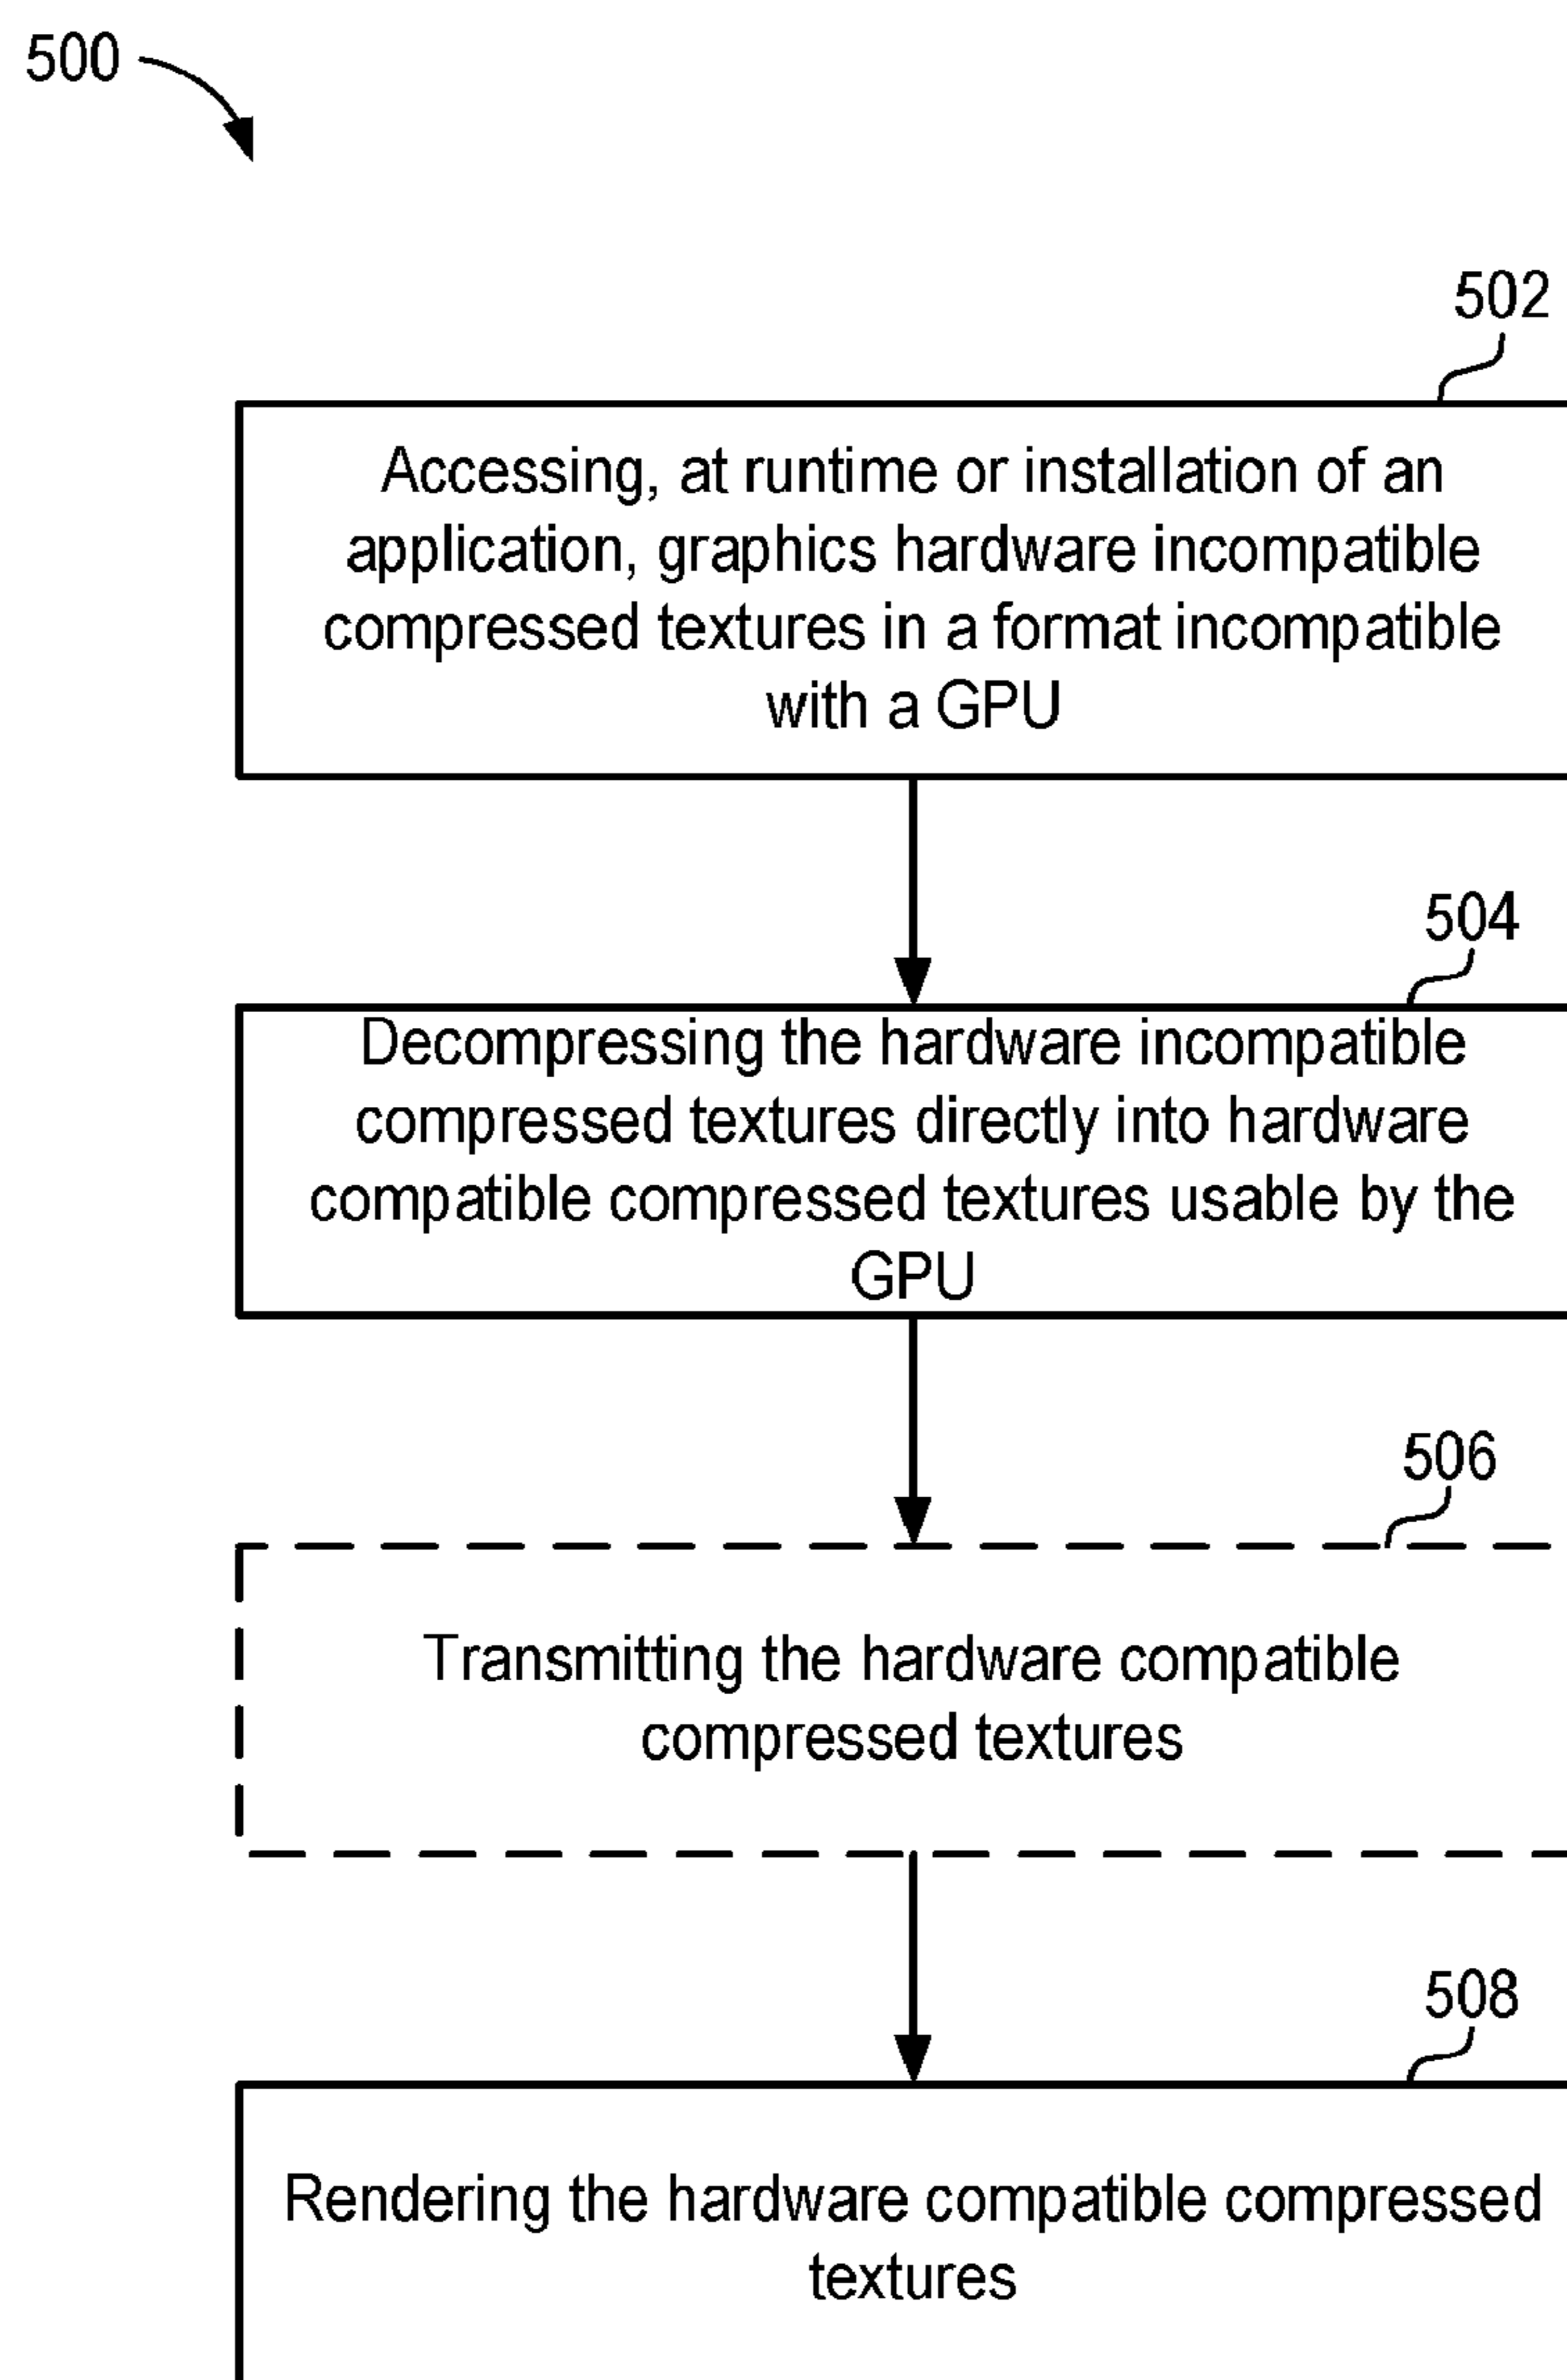 500
502
Accessing, at runtime or installation of an
application, graphics hardware incompatible
compressed textures in a format incompatible
with a GPU
504
Decompressing the hardware incompatible
compressed textures directly into hardware
compatible compressed textures usable by the
GPU
506
Transmitting the hardware compatible
compressed textures
508
Rendering the hardware compatible compressed
textures